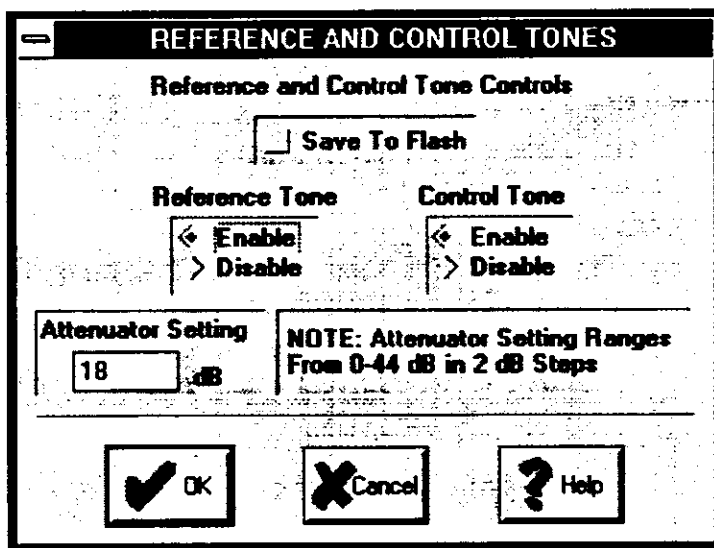 REFERENCE AND CONTROL TONES
Reference and Control Tone Controls
Save To Flash
Reference Tone
Control Tone
Enable
Disable
Enable
Disable
Attenuator Setting
18 dB
NOTE: Attenuator Setting Ranges
From 0-44 dB in 2 dB Steps
OK
Cancel
Help